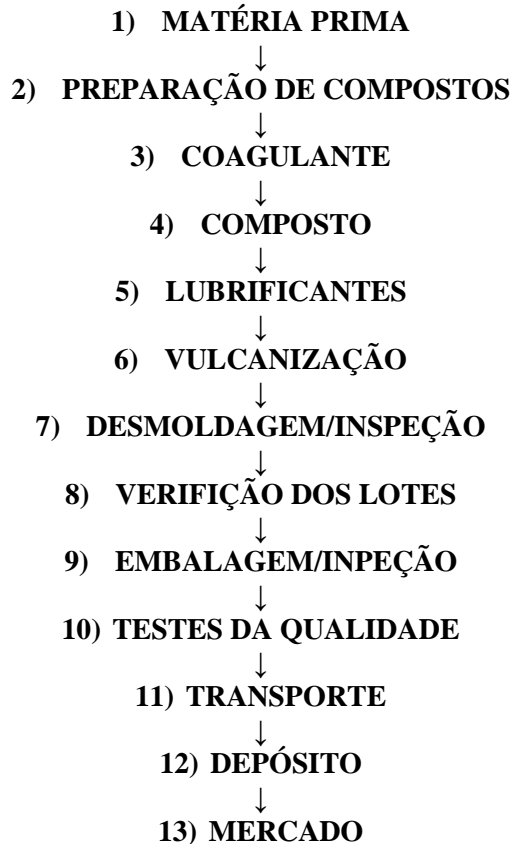 1) MATÉRIA PRIMA
↓
2) PREPARAÇÃO DE COMPOSTOS
↓
3) COAGULANTE
↓
4) COMPOSTO
↓
5) LUBRIFICANTES
↓
6) VULCANIZAÇÃO
↓
7) DESMOLDAGEM/INSPEÇÃO
↓
8) VERIFIÇÃO DOS LOTES
↓
9) EMBALAGEM/INPEÇÃO
↓
10) TESTES DA QUALIDADE
↓
11) TRANSPORTE
↓
12) DEPÓSITO
↓
13) MERCADO